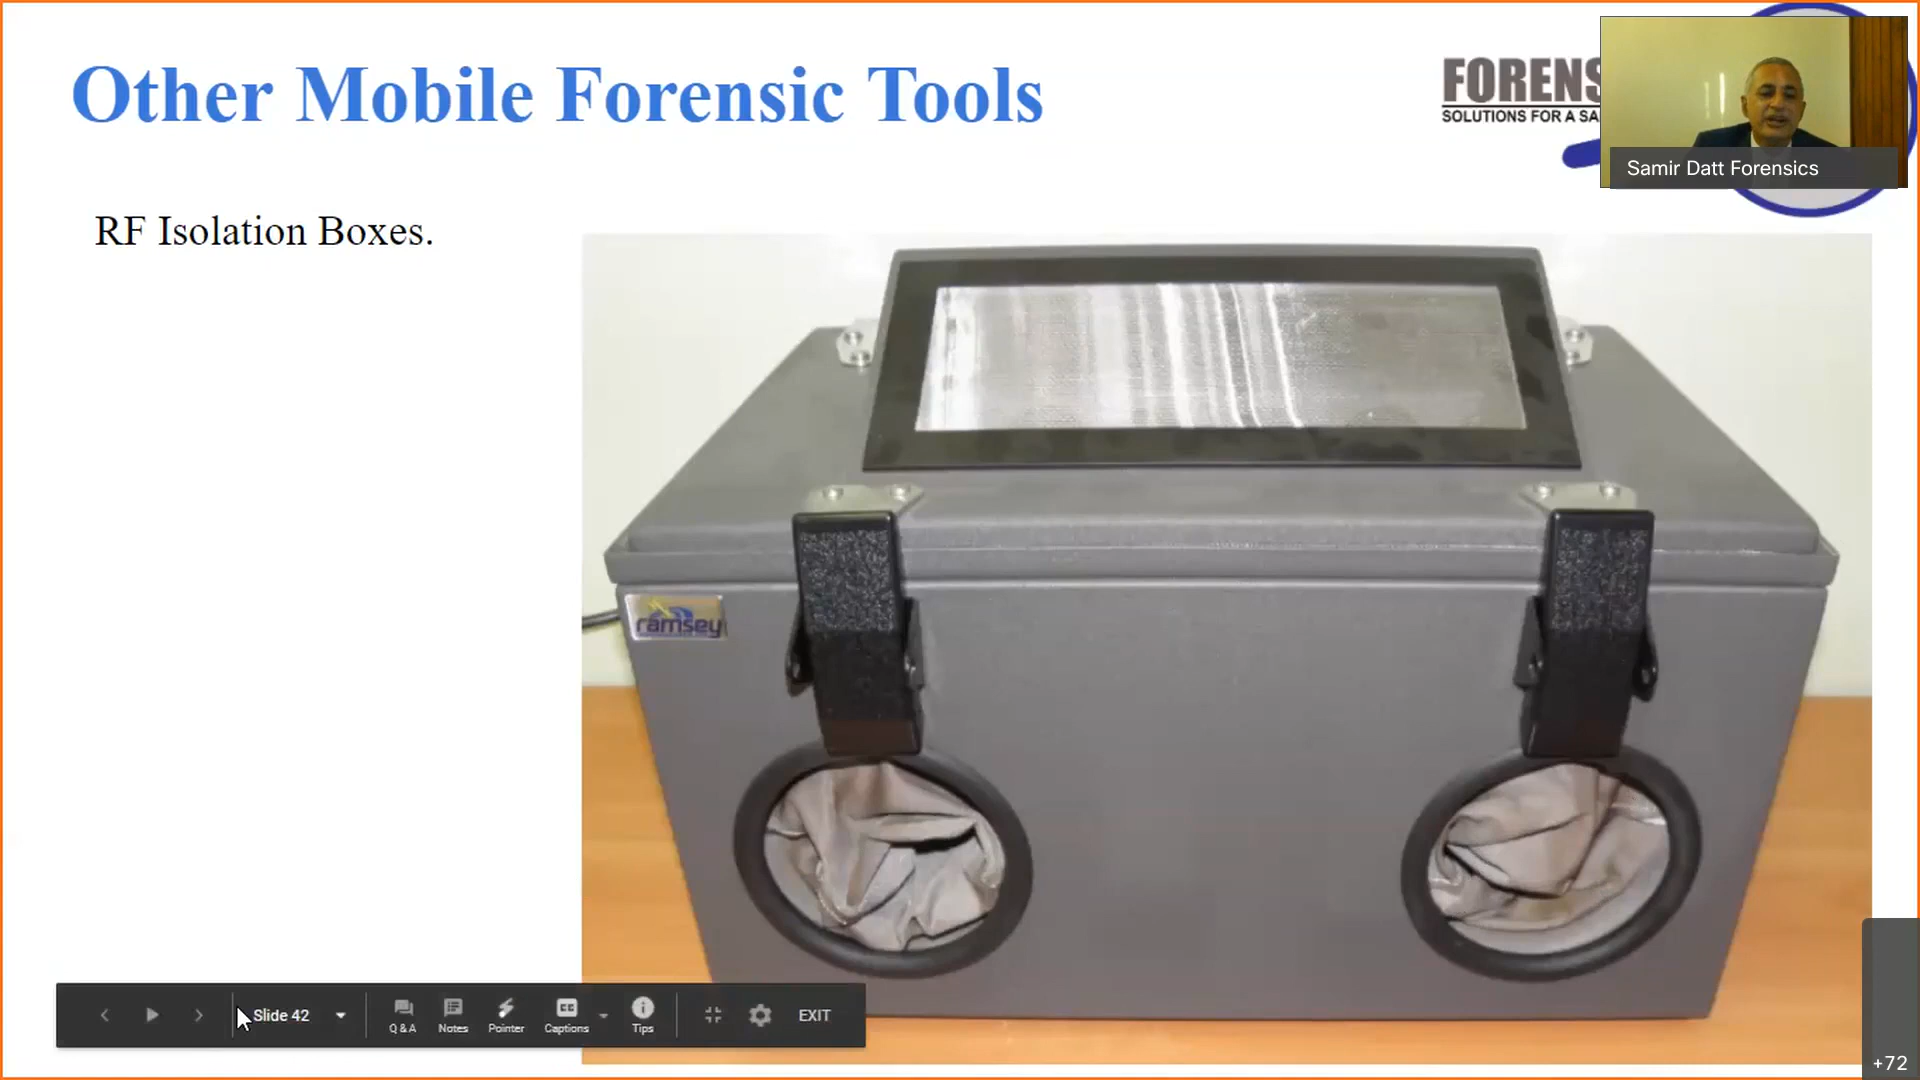 Other Mobile Forensic Tools
FORENS
SOLUTIONS FOR A SA
Samir Datt Forensics
RF Isolation Boxes.
ramsey
Slide 42
Q & A
Notes
Pointer
CC
Captions
Tips
EXIT
+72